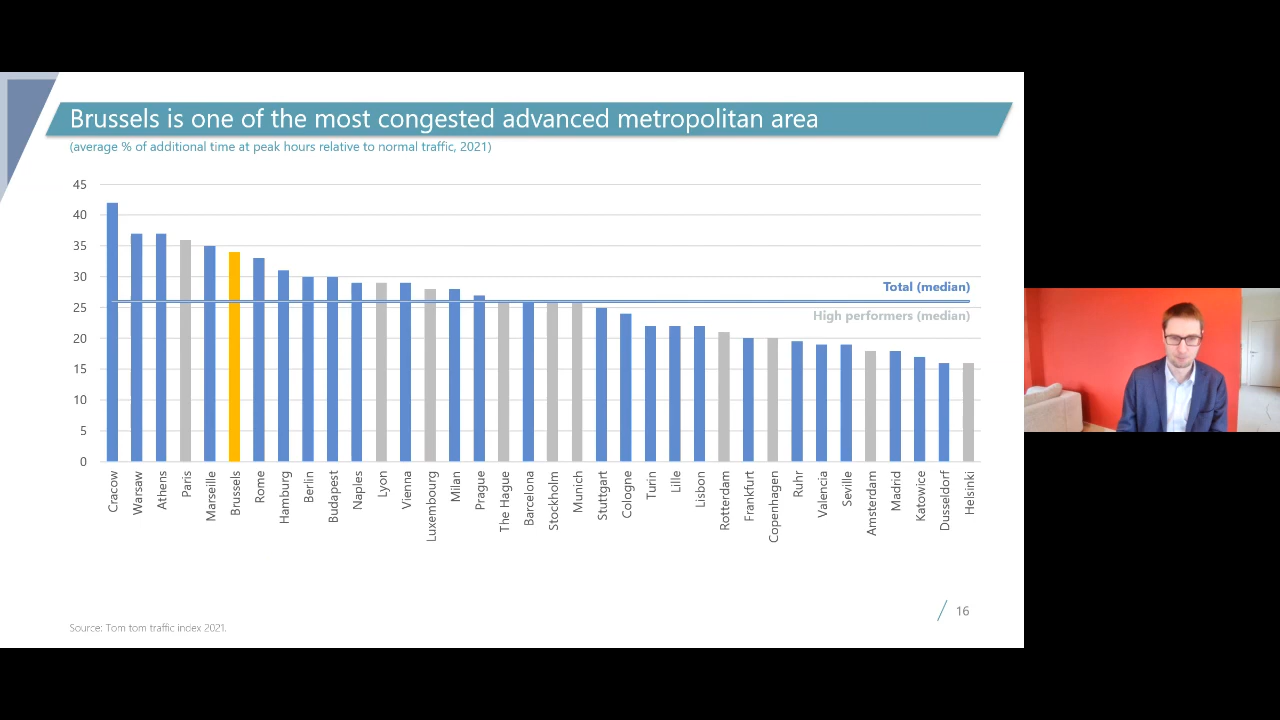 Brussels is one of the most congested advanced metropolitan area
(average % of additional time at peak hours relative to normal traffic, 2021)
45
40
35
30
25
20
15
10
5
0
Total (median)
High performers (median)
Cracow
Warsaw
Athens
Paris
Marseille
Brussels
Rome
Hamburg
Berlin
Budapest
Naples
Lyon
Vienna
Luxembourg
Milan
Prague
The Hague
Barcelona
Stockholm
Munich
Stuttgart
Cologne
Turin
Lille
Lisbon
Rotterdam
Frankfurt
Copenhagen
Ruhr
Valencia
Seville
Amsterdam
Madrid
Katowice
Dusseldorf
Helsinki
16
Source: Tom tom traffic index 2021.